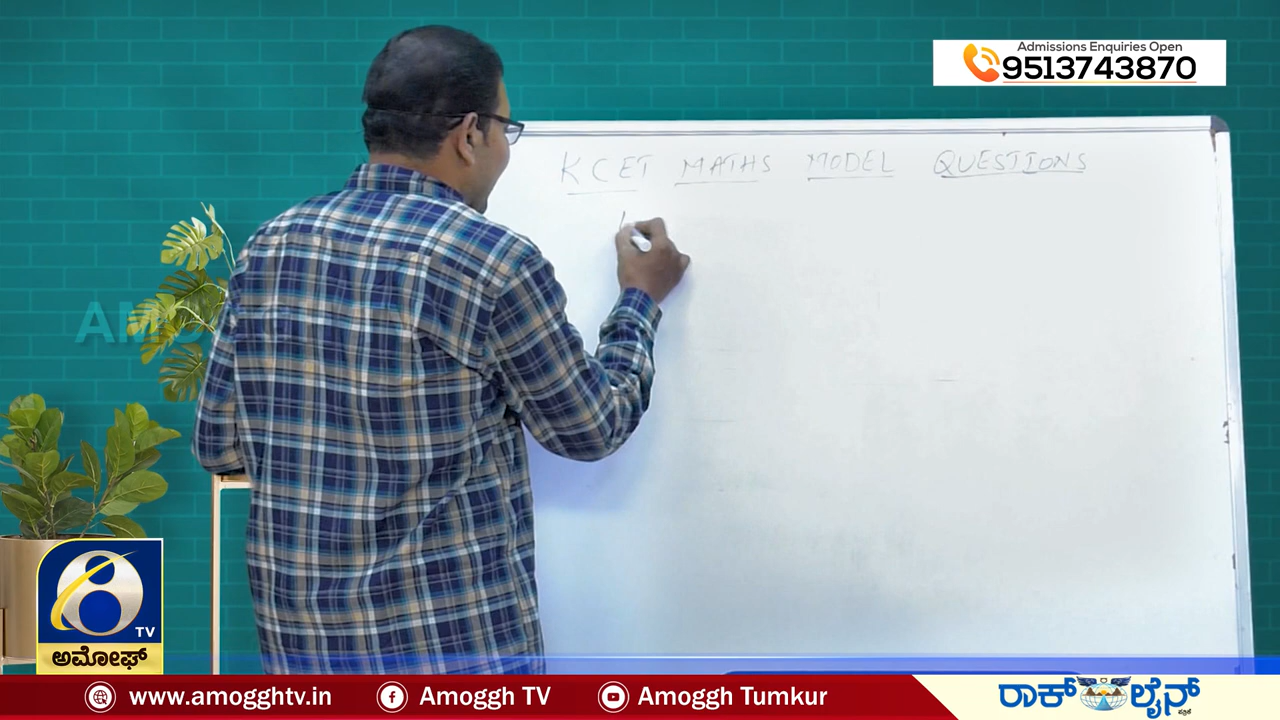 Admissions Enquiries Open
9513743870
KCET MATHS MODEL QUESTIONS
TV
ಅಮೋಘ್
www.amogghtv.in
Amoggh TV
Amoggh Tumkur
ರಾಕ್ ಲೈನ್